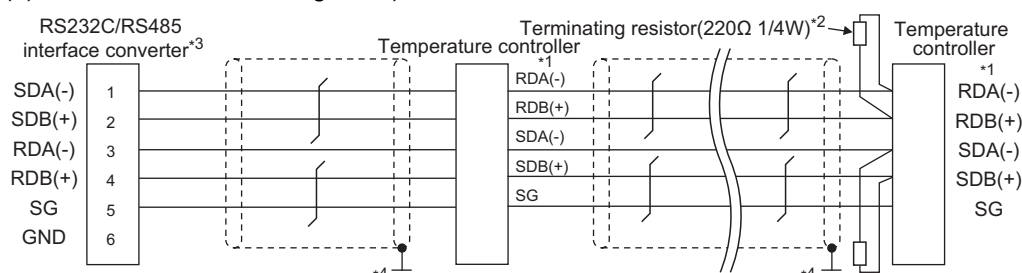 RS232C/RS485
interface converter*3
SDA(-) 1
SDB(+) 2
RDA(-) 3
RDB(+) 4
SG 5
GND 6
Temperature controller
*1
RDA(-)
RDB(+)
SDA(-)
SDB(+)
SG
Terminating resistor(220Ω 1/4W)*2
Temperature
controller
*1
RDA(-)
RDB(+)
SDA(-)
SDB(+)
SG
*4
*4